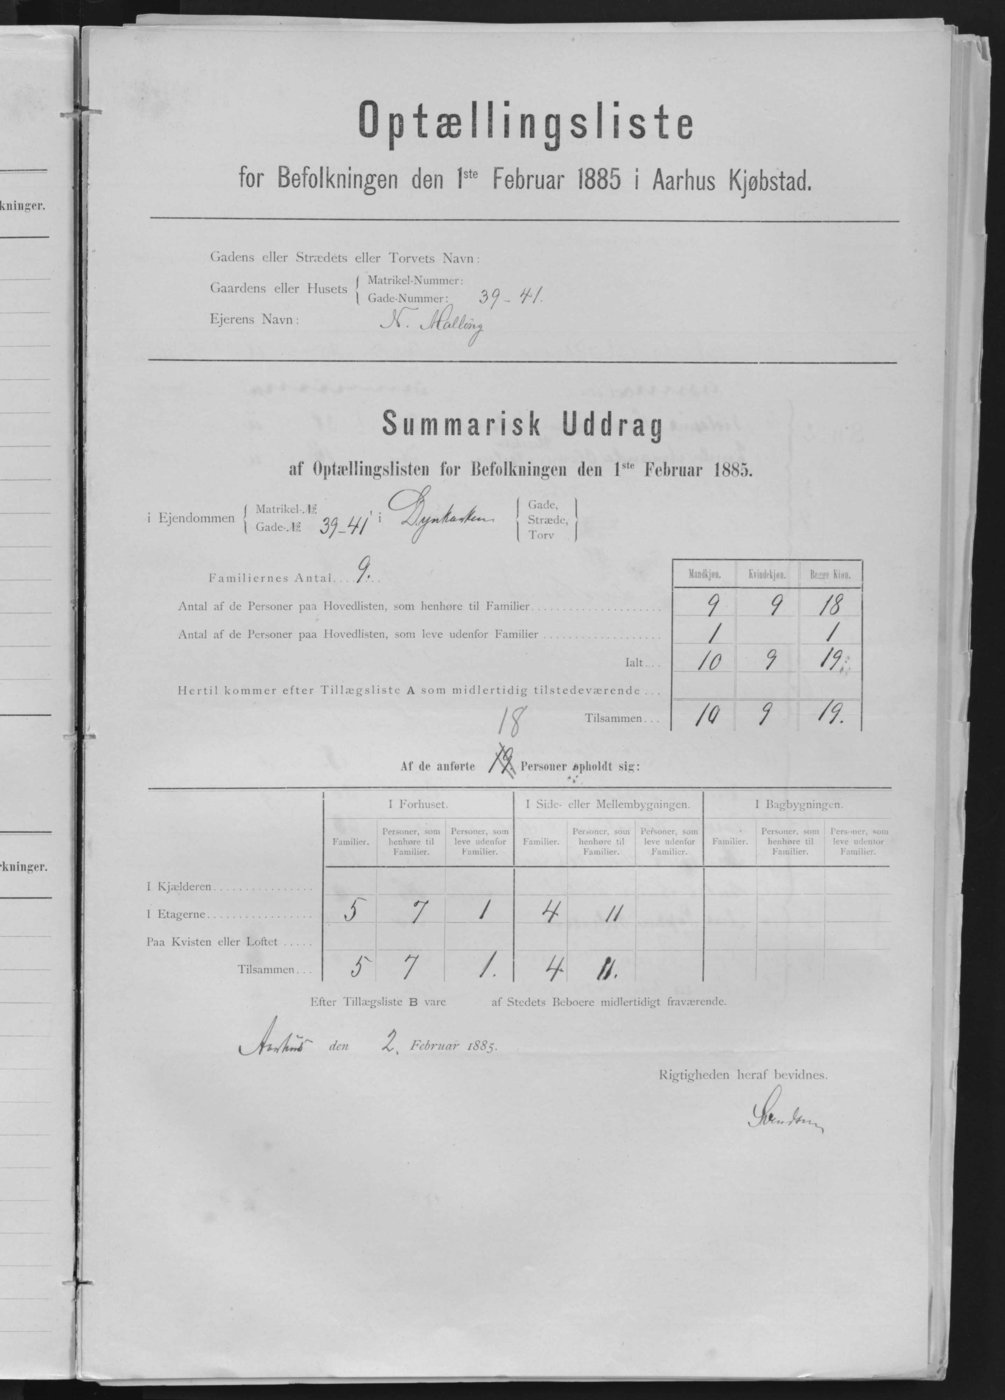 Optællingsliste
for Befolkningen den 1ste Februar 1885 i Aarhus Kjøbstad.
kninger.
Gadens eller Strædets eller Torvets Navn:
Gaardens eller Husets { Matrikel-Nummer:
Gade-Nummer: 39-41.
Ejerens Navn: N. Malling
Summarisk Uddrag
af Optællingslisten for Befolkningen den 1ste Februar 1885.
i Ejendommen { Matrikel-№
Gade-№ 39-41 i Dynkarken { Gade, Stræde, Torv }
Familiernes Antal... 9.
Mandkjøn. Kvindekjøn. Begge Kjøn.
Antal af de Personer paa Hovedlisten, som henhøre til Familier 9 9 18
Antal af de Personer paa Hovedlisten, som leve udenfor Familier 1 1
Ialt... 10 9 19
Hertil kommer efter Tillægsliste A som midlertidig tilstedeværende...
Tilsammen... 10 9 19.
18
Af de anførte 19 Personer opholdt sig:
I Forhuset. I Side- eller Mellembygningen. I Bagbygningen.
Familier. Personer, som henhøre til Familier. Personer, som leve udenfor Familier. Familier. Personer, som henhøre til Familier. Personer, som leve udenfor Familier. Familier. Personer, som henhøre til Familier. Personer, som leve udenfor Familier.
rkninger.
I Kjælderen
I Etagerne 5 7 1 4 11
Paa Kvisten eller Loftet
Tilsammen... 5 7 1. 4 11.
Efter Tillægsliste B vare af Stedets Beboere midlertidigt fraværende.
Aarhus den 2. Februar 1885.
Rigtigheden heraf bevidnes.
Svendsen